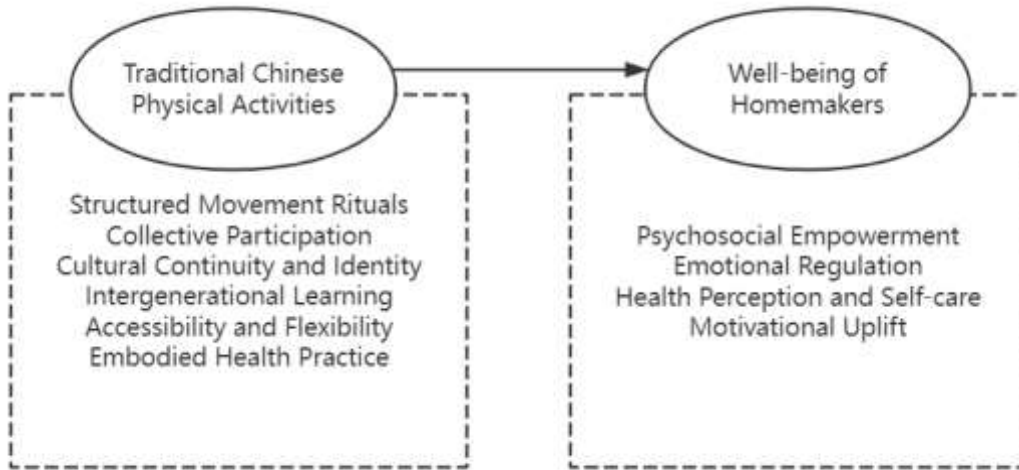 Traditional Chinese
Physical Activities
Structured Movement Rituals
Collective Participation
Cultural Continuity and Identity
Intergenerational Learning
Accessibility and Flexibility
Embodied Health Practice
Well-being of
Homemakers
Psychosocial Empowerment
Emotional Regulation
Health Perception and Self-care
Motivational Uplift